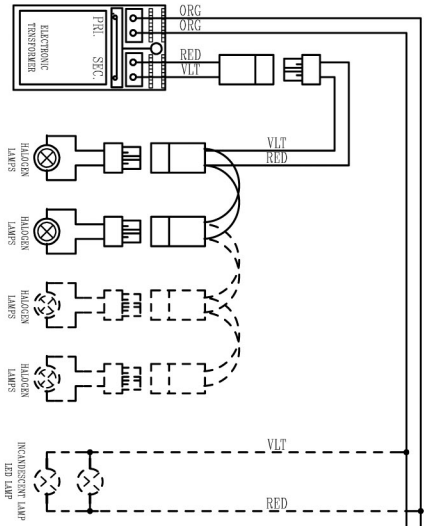 ORG
ORG
PRI.
ELECTRONIC
TRNSFORMER
SEC.
RED
VLT
VLT
RED
HALOGEN
LAMPS
HALOGEN
LAMPS
HALOGEN
LAMPS
HALOGEN
LAMPS
VLT
INCANDESCENT LAMP
LED LAMP
RED